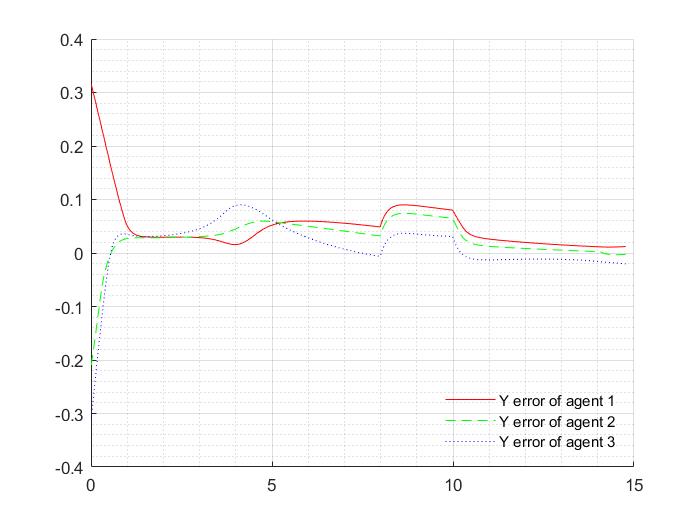 0.4
0.3
0.2
0.1
0
-0.1
-0.2
-0.3
-0.4
Y error of agent 1
Y error of agent 2
Y error of agent 3
0 5 10 15